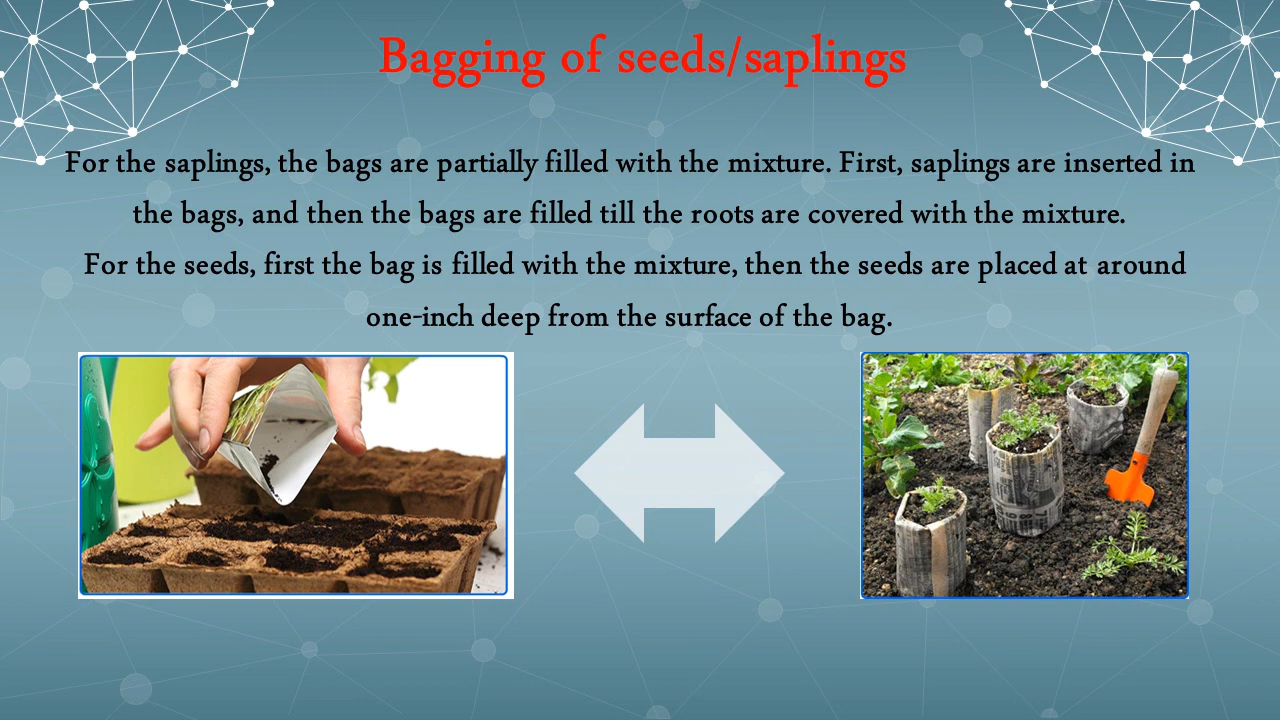 Bagging of seeds/saplings
For the saplings, the bags are partially filled with the mixture. First, saplings are inserted in
the bags, and then the bags are filled till the roots are covered with the mixture.
For the seeds, first the bag is filled with the mixture, then the seeds are placed at around
one-inch deep from the surface of the bag.